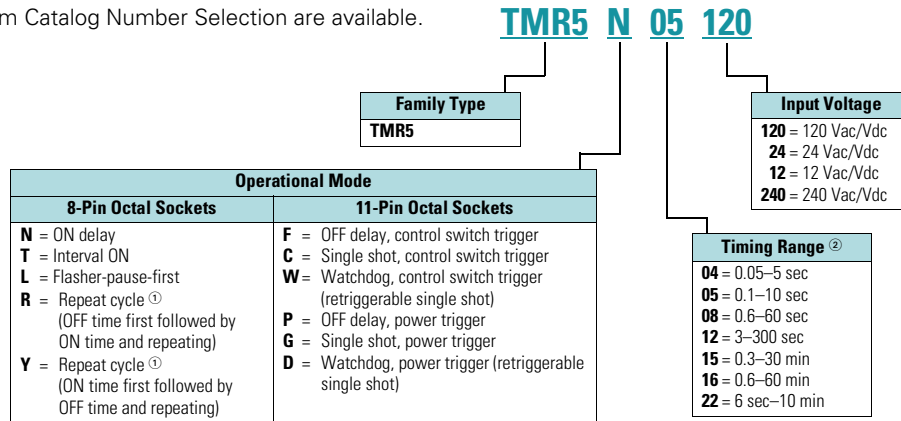 m Catalog Number Selection are available.
TMR5 N 05 120
Family Type
TMR5
Input Voltage
120 = 120 Vac/Vdc
24 = 24 Vac/Vdc
12 = 12 Vac/Vdc
240 = 240 Vac/Vdc
Operational Mode
8-Pin Octal Sockets
N = ON delay
T = Interval ON
L = Flasher-pause-first
R = Repeat cycle ①
(OFF time first followed by
ON time and repeating)
Y = Repeat cycle ①
(ON time first followed by
OFF time and repeating)
11-Pin Octal Sockets
F = OFF delay, control switch trigger
C = Single shot, control switch trigger
W = Watchdog, control switch trigger
(retriggerable single shot)
P = OFF delay, power trigger
G = Single shot, power trigger
D = Watchdog, power trigger (retriggerable
single shot)
Timing Range ②
04 = 0.05–5 sec
05 = 0.1–10 sec
08 = 0.6–60 sec
12 = 3–300 sec
15 = 0.3–30 min
16 = 0.6–60 min
22 = 6 sec–10 min